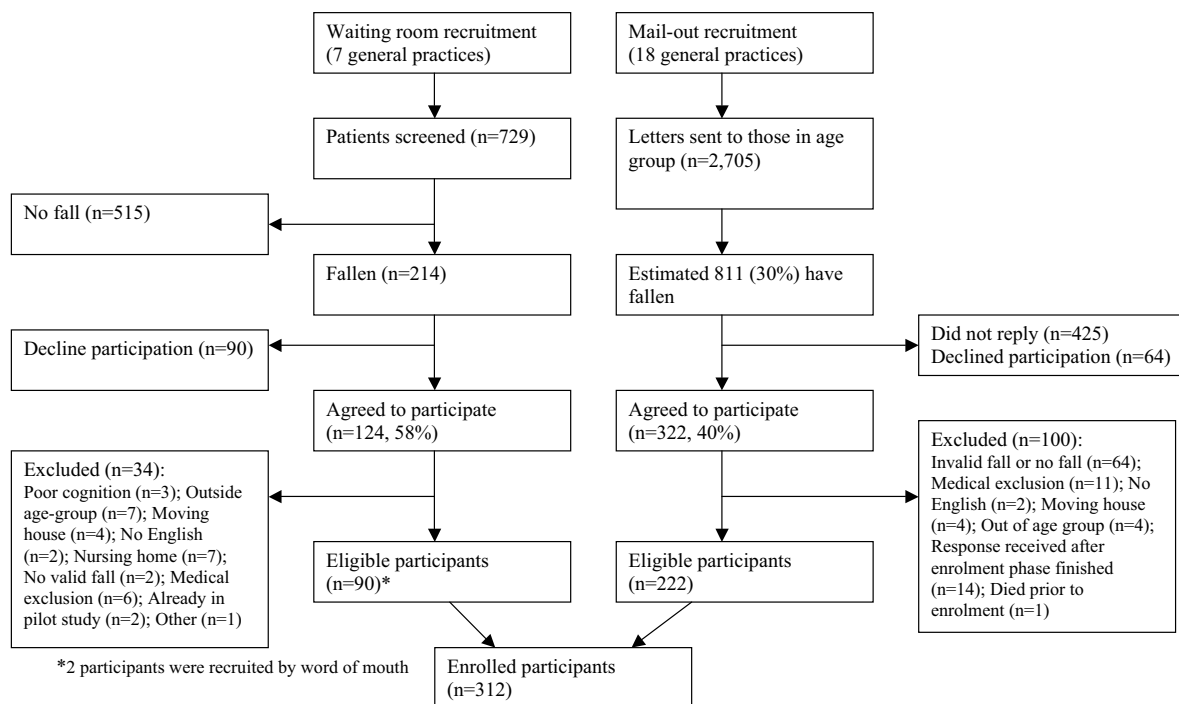 Waiting room recruitment
(7 general practices)
Mail-out recruitment
(18 general practices)
Patients screened (n=729)
Letters sent to those in age
group (n=2,705)
No fall (n=515)
Fallen (n=214)
Estimated 811 (30%) have
fallen
Decline participation (n=90)
Did not reply (n=425)
Declined participation (n=64)
Agreed to participate
(n=124, 58%)
Agreed to participate
(n=322, 40%)
Excluded (n=34):
Poor cognition (n=3); Outside
age-group (n=7); Moving
house (n=4); No English
(n=2); Nursing home (n=7);
No valid fall (n=2); Medical
exclusion (n=6); Already in
pilot study (n=2); Other (n=1)
Excluded (n=100):
Invalid fall or no fall (n=64);
Medical exclusion (n=11); No
English (n=2); Moving house
(n=4); Out of age group (n=4);
Response received after
enrolment phase finished
(n=14); Died prior to
enrolment (n=1)
Eligible participants
(n=90)*
Eligible participants
(n=222)
*2 participants were recruited by word of mouth
Enrolled participants
(n=312)